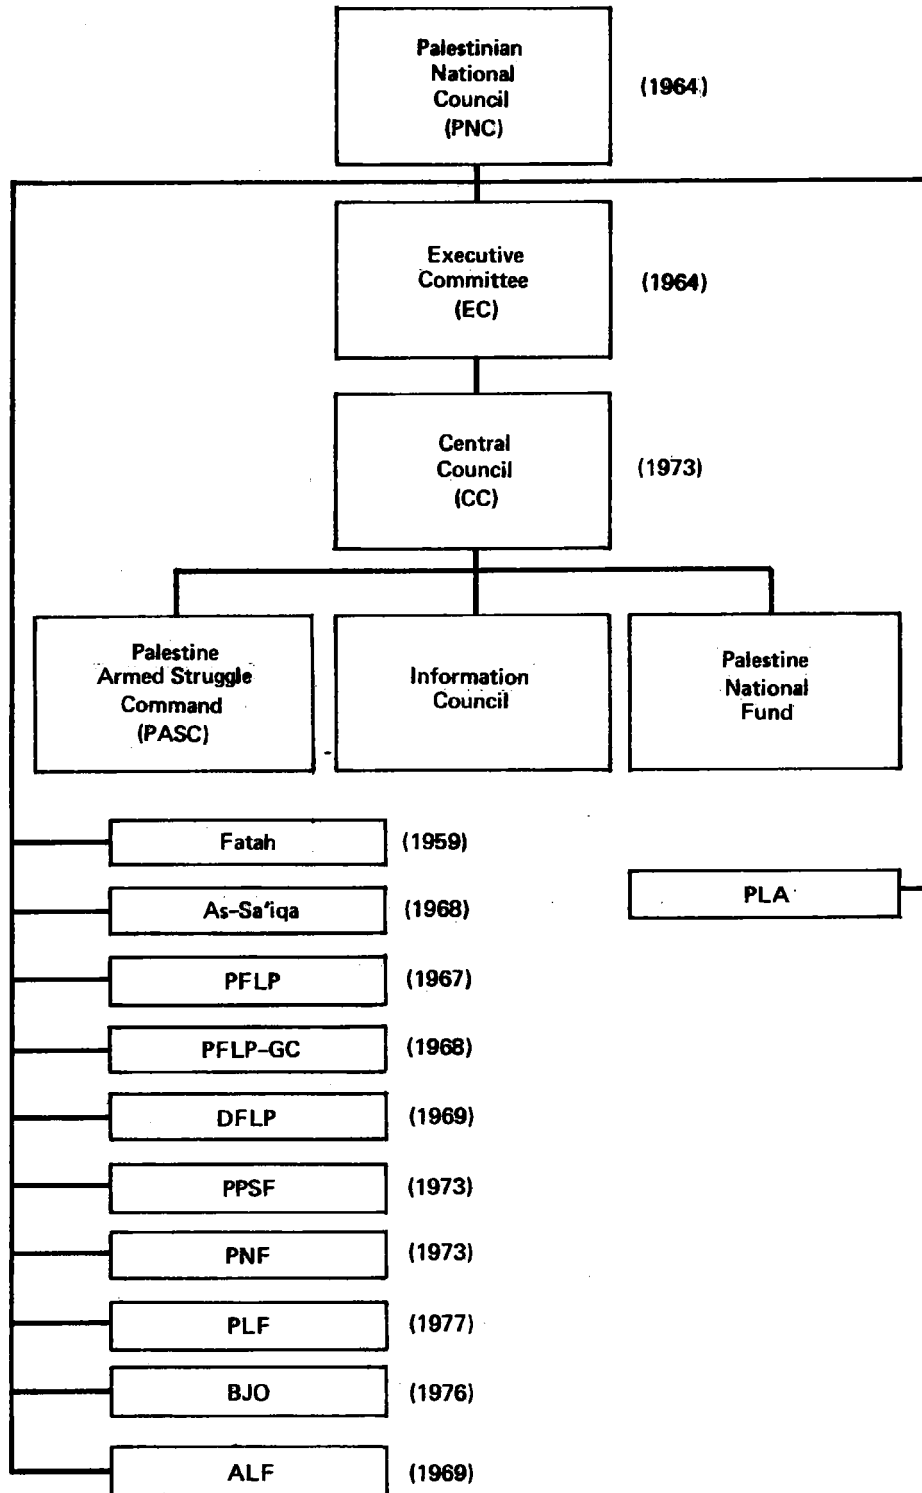 Palestinian
National
Council
(PNC)
(1964)
Executive
Committee
(EC)
(1964)
Central
Council
(CC)
(1973)
Palestine
Armed Struggle
Command
(PASC)
Information
Council
Palestine
National
Fund
Fatah (1959)
As-Sa'iqa (1968)
PLA
PFLP (1967)
PFLP-GC (1968)
DFLP (1969)
PPSF (1973)
PNF (1973)
PLF (1977)
BJO (1976)
ALF (1969)